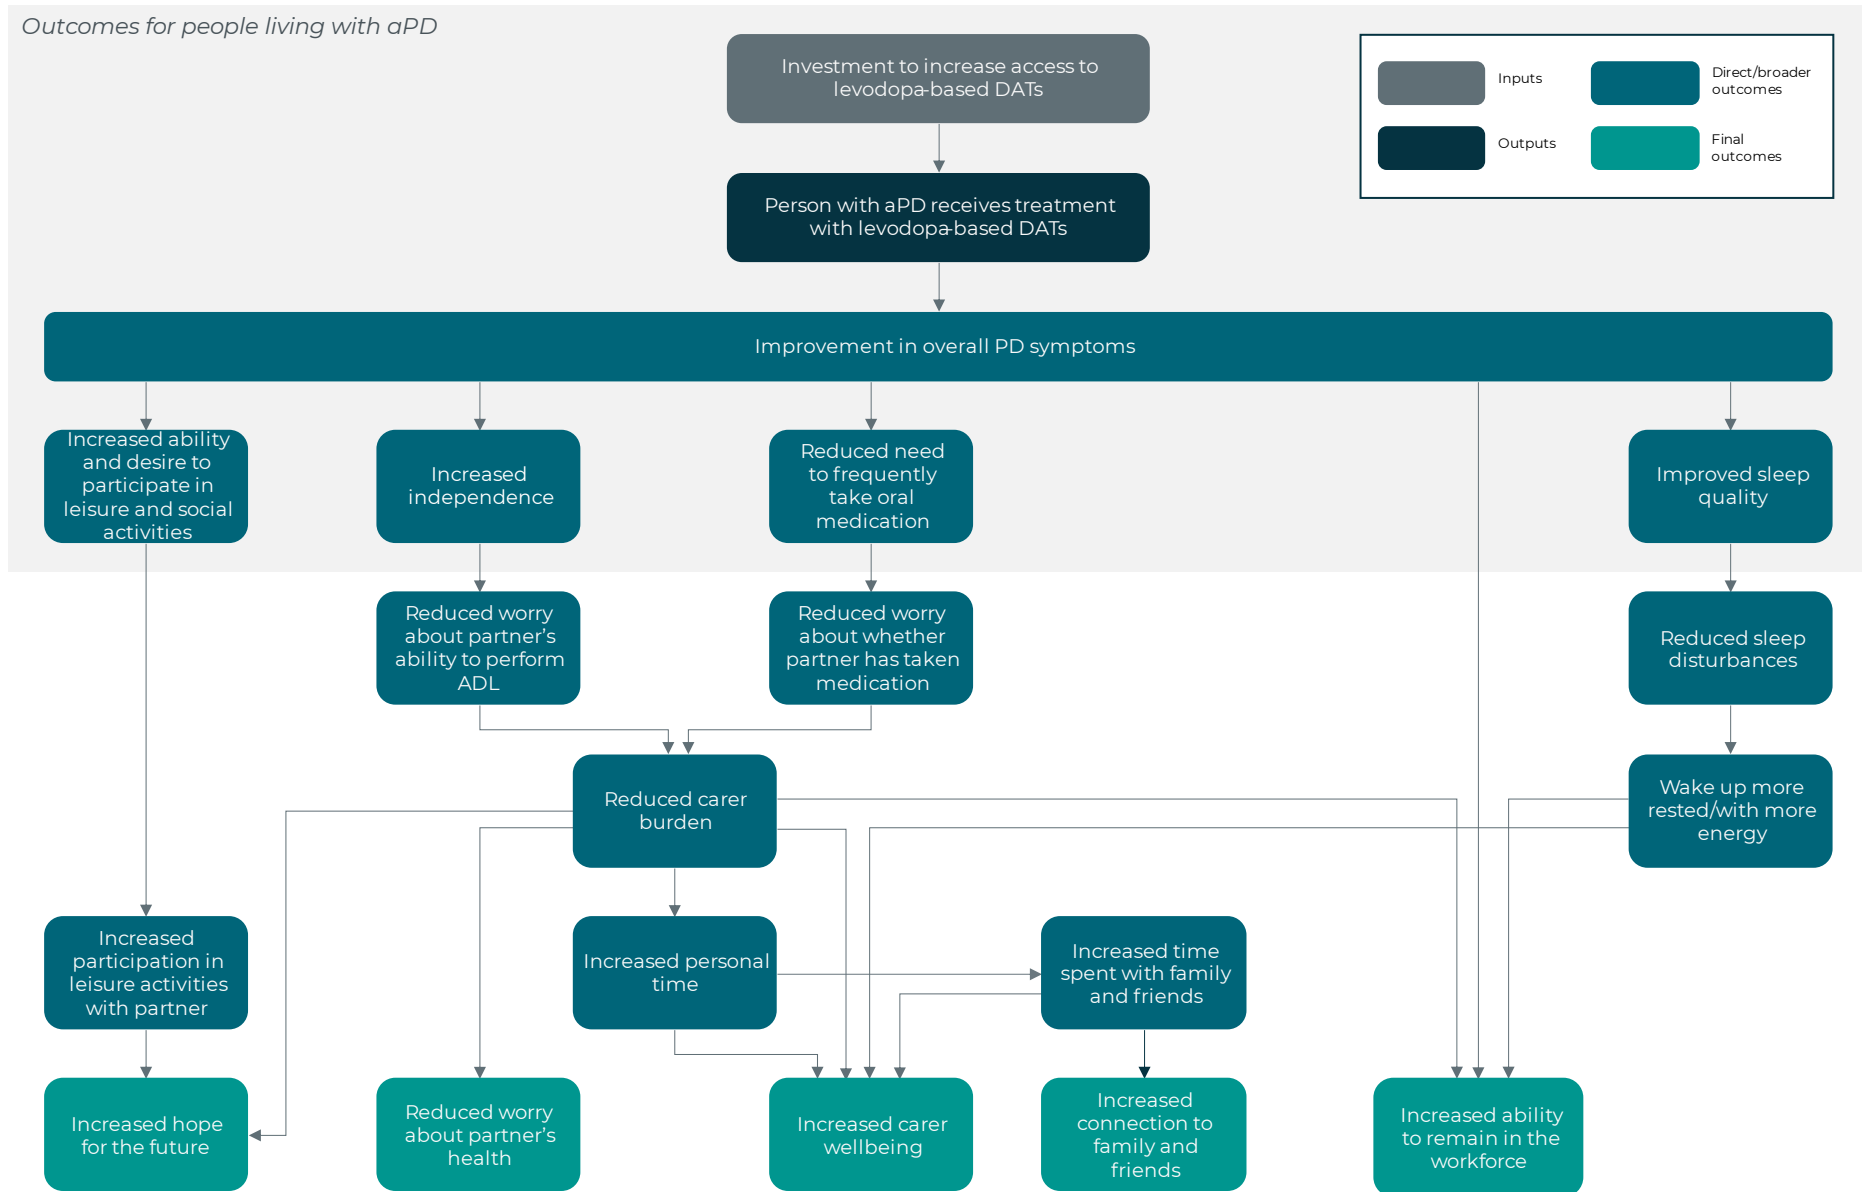 Outcomes for people living with aPD
Investment to increase access to
levodopa-based DATs
Inputs
Direct/broader
outcomes
Outputs
Final
outcomes
Person with aPD receives treatment
with levodopa-based DATs
Improvement in overall PD symptoms
Increased ability
and desire to
participate in
leisure and social
activities
Increased
independence
Reduced need
to frequently
take oral
medication
Improved sleep
quality
Reduced worry
about partner’s
ability to perform
ADL
Reduced worry
about whether
partner has taken
medication
Reduced sleep
disturbances
Reduced carer
burden
Wake up more
rested/with more
energy
Increased
participation in
leisure activities
with partner
Increased personal
time
Increased time
spent with family
and friends
Increased hope
for the future
Reduced worry
about partner’s
health
Increased carer
wellbeing
Increased
connection to
family and
friends
Increased ability
to remain in the
workforce